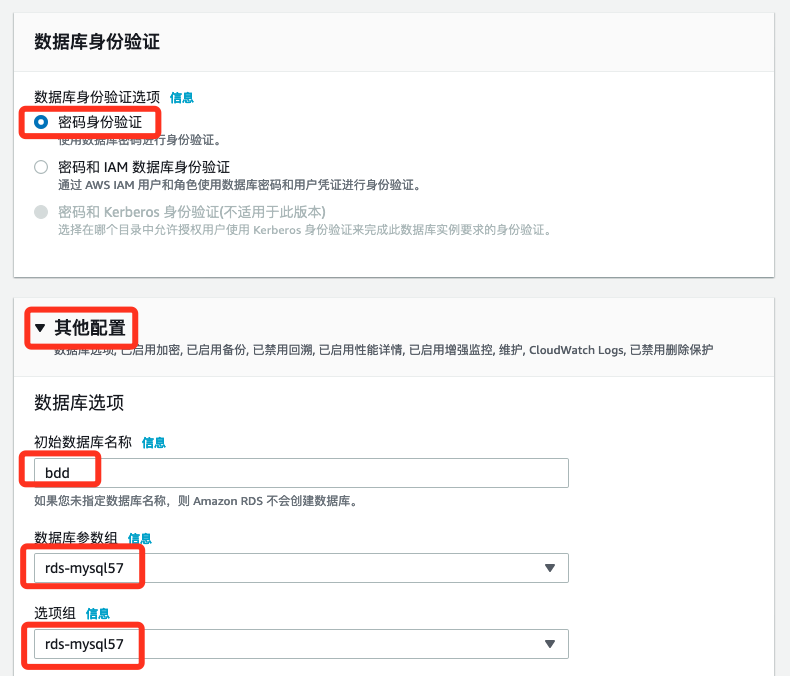 数据库身份验证
数据库身份验证选项 信息
密码身份验证
使用数据库密码进行身份验证。
密码和 IAM 数据库身份验证
通过 AWS IAM 用户和角色使用数据库密码和用户凭证进行身份验证。
密码和 Kerberos 身份验证(不适用于此版本)
选择在哪个目录中允许授权用户使用 Kerberos 身份验证来完成此数据库实例要求的身份验证。
其他配置
数据库选项, 已启用加密, 已启用备份, 已禁用回溯, 已启用性能详情, 已启用增强监控, 维护, CloudWatch Logs, 已禁用删除保护
数据库选项
初始数据库名称 信息
bdd
如果您未指定数据库名称，则 Amazon RDS 不会创建数据库。
数据库参数组 信息
rds-mysql57
选项组 信息
rds-mysql57